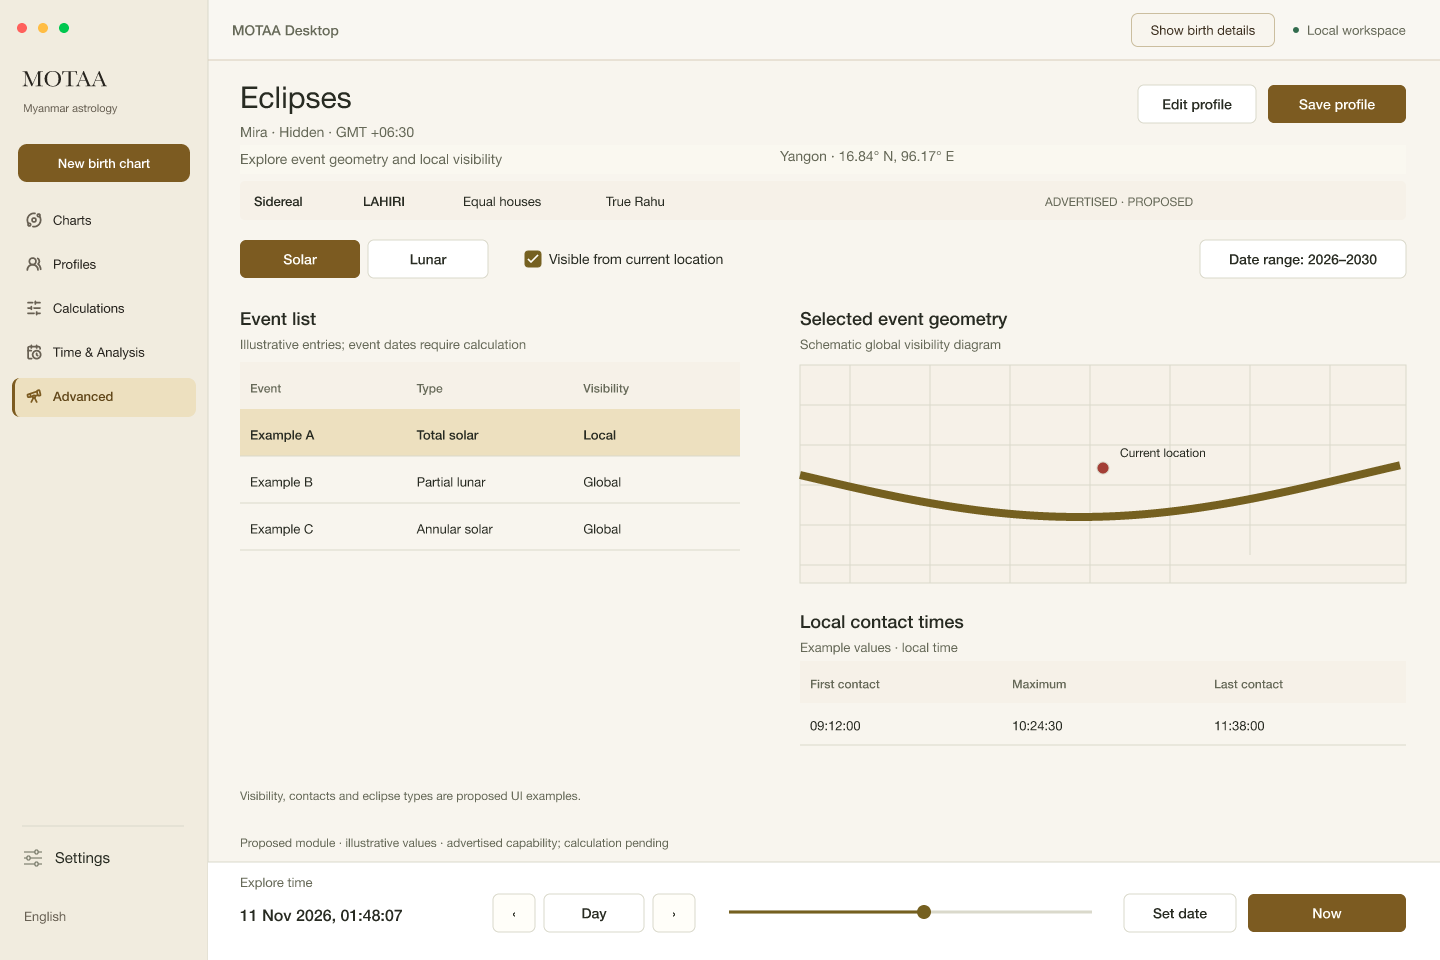 MOTAA Desktop
Show birth details
Local workspace
MOTAA
Myanmar astrology
New birth chart
Charts
Profiles
Calculations
Time & Analysis
Advanced
Settings
English
Eclipses
Edit profile
Save profile
Mira · Hidden · GMT +06:30
Explore event geometry and local visibility
Yangon · 16.84° N, 96.17° E
Sidereal LAHIRI Equal houses True Rahu ADVERTISED · PROPOSED
Solar Lunar Visible from current location Date range: 2026–2030
Event list
Illustrative entries; event dates require calculation
Event Type Visibility
Example A Total solar Local
Example B Partial lunar Global
Example C Annular solar Global
Selected event geometry
Schematic global visibility diagram
Current location
Local contact times
Example values · local time
First contact Maximum Last contact
09:12:00 10:24:30 11:38:00
Visibility, contacts and eclipse types are proposed UI examples.
Proposed module · illustrative values · advertised capability; calculation pending
Explore time
11 Nov 2026, 01:48:07
‹ Day › Set date Now